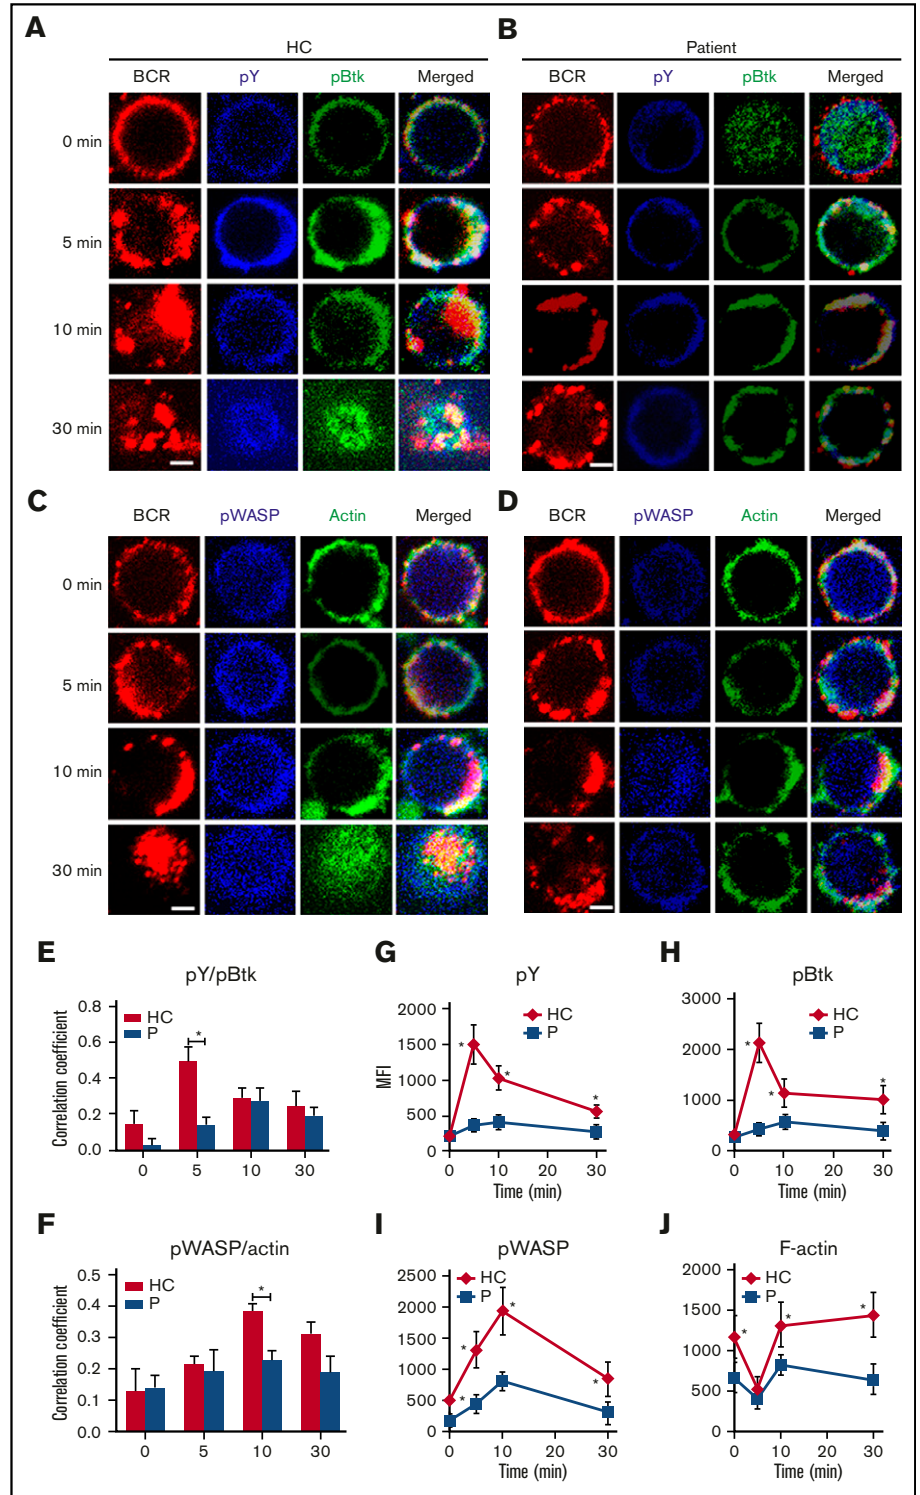 A
B
HC
Patient
BCR pY pBtk Merged
BCR pY pBtk Merged
0 min
5 min
10 min
30 min
C
D
BCR pWASP Actin Merged
BCR pWASP Actin Merged
0 min
5 min
10 min
30 min
E
pY/pBtk
Correlation coefficient
0.8
0.6
0.4
0.2
0.0
HC
P
*
0 5 10 30
G
pY
MFI
2000
1500
1000
500
0
HC
P
*
*
*
0 10 20 30
Time (min)
H
pBtk
3000
2000
1000
0
HC
P
*
*
*
0 10 20 30
Time (min)
F
pWASP/actin
Correlation coefficient
0.5
0.4
0.3
0.2
0.1
0.0
HC
P
*
0 5 10 30
I
pWASP
2500
2000
1500
1000
500
0
HC
P
*
*
*
*
0 10 20 30
Time (min)
J
F-actin
2000
1500
1000
500
0
HC
P
*
*
*
0 10 20 30
Time (min)